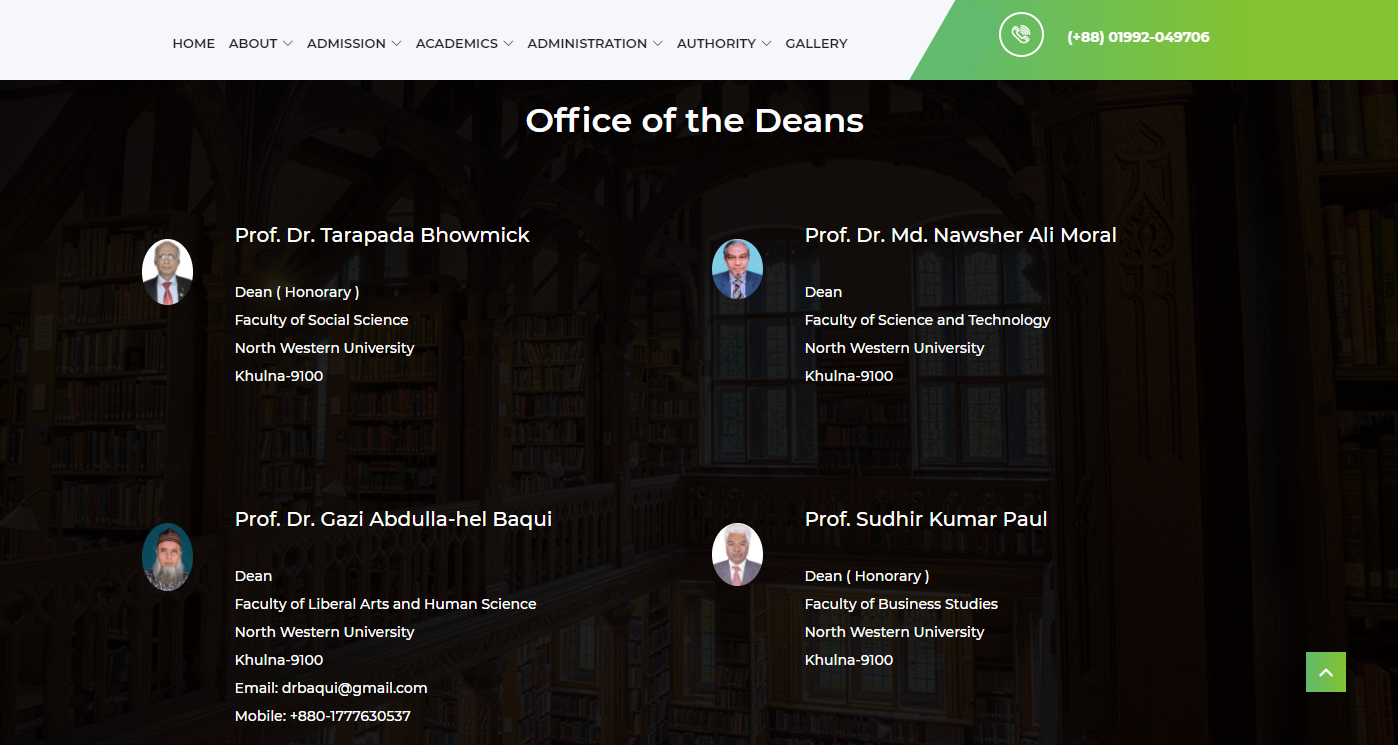 HOME ABOUT ADMISSION ACADEMICS ADMINISTRATION AUTHORITY GALLERY
(+88) 01992-049706
Office of the Deans
Prof. Dr. Tarapada Bhowmick
Dean ( Honorary )
Faculty of Social Science
North Western University
Khulna-9100
Prof. Dr. Md. Nawsher Ali Moral
Dean
Faculty of Science and Technology
North Western University
Khulna-9100
Prof. Dr. Gazi Abdulla-hel Baqui
Dean
Faculty of Liberal Arts and Human Science
North Western University
Khulna-9100
Email: drbaqui@gmail.com
Mobile: +880-1777630537
Prof. Sudhir Kumar Paul
Dean ( Honorary )
Faculty of Business Studies
North Western University
Khulna-9100